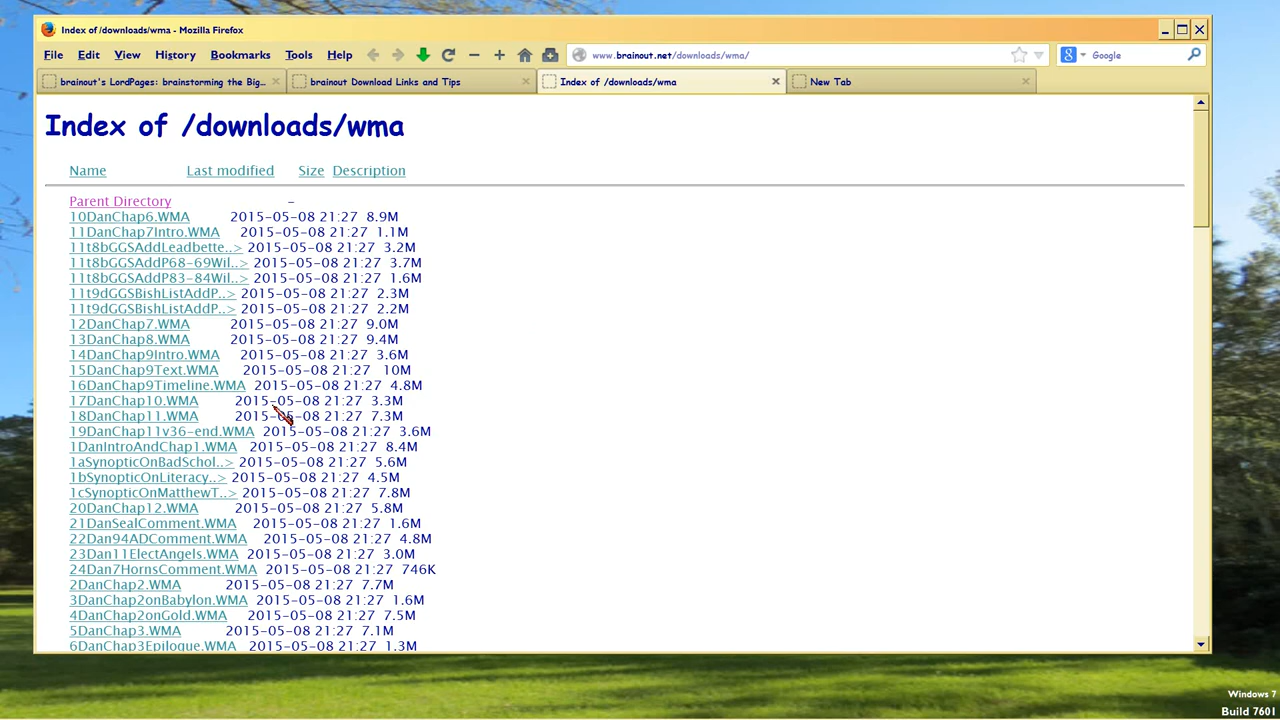 Index of /downloads/wma - Mozilla Firefox
File Edit View History Bookmarks Tools Help www.brainout.net/downloads/wma/ Google
brainout's LordPages: brainstorming the Big... brainout Download Links and Tips Index of /downloads/wma New Tab
Index of /downloads/wma
Name Last modified Size Description
Parent Directory -
10DanChap6.WMA 2015-05-08 21:27 8.9M
11DanChap7Intro.WMA 2015-05-08 21:27 1.1M
11t8bGGSAddLeadbette..> 2015-05-08 21:27 3.2M
11t8bGGSAddP68-69Wil..> 2015-05-08 21:27 3.7M
11t8bGGSAddP83-84Wil..> 2015-05-08 21:27 1.6M
11t9dGGSBishListAddP..> 2015-05-08 21:27 2.3M
11t9dGGSBishListAddP..> 2015-05-08 21:27 2.2M
12DanChap7.WMA 2015-05-08 21:27 9.0M
13DanChap8.WMA 2015-05-08 21:27 9.4M
14DanChap9Intro.WMA 2015-05-08 21:27 3.6M
15DanChap9Text.WMA 2015-05-08 21:27 10M
16DanChap9Timeline.WMA 2015-05-08 21:27 4.8M
17DanChap10.WMA 2015-05-08 21:27 3.3M
18DanChap11.WMA 2015-05-08 21:27 7.3M
19DanChap11v36-end.WMA 2015-05-08 21:27 3.6M
1DanIntroAndChap1.WMA 2015-05-08 21:27 8.4M
1aSynopticOnBadSchol..> 2015-05-08 21:27 5.6M
1bSynopticOnLiteracy..> 2015-05-08 21:27 4.5M
1cSynopticOnMatthewT..> 2015-05-08 21:27 7.8M
20DanChap12.WMA 2015-05-08 21:27 5.8M
21DanSealComment.WMA 2015-05-08 21:27 1.6M
22Dan94ADComment.WMA 2015-05-08 21:27 4.8M
23Dan11ElectAngels.WMA 2015-05-08 21:27 3.0M
24Dan7HornsComment.WMA 2015-05-08 21:27 746K
2DanChap2.WMA 2015-05-08 21:27 7.7M
3DanChap2onBabylon.WMA 2015-05-08 21:27 1.6M
4DanChap2onGold.WMA 2015-05-08 21:27 7.5M
5DanChap3.WMA 2015-05-08 21:27 7.1M
6DanChap3Epilogue.WMA 2015-05-08 21:27 1.3M
Windows 7
Build 7601